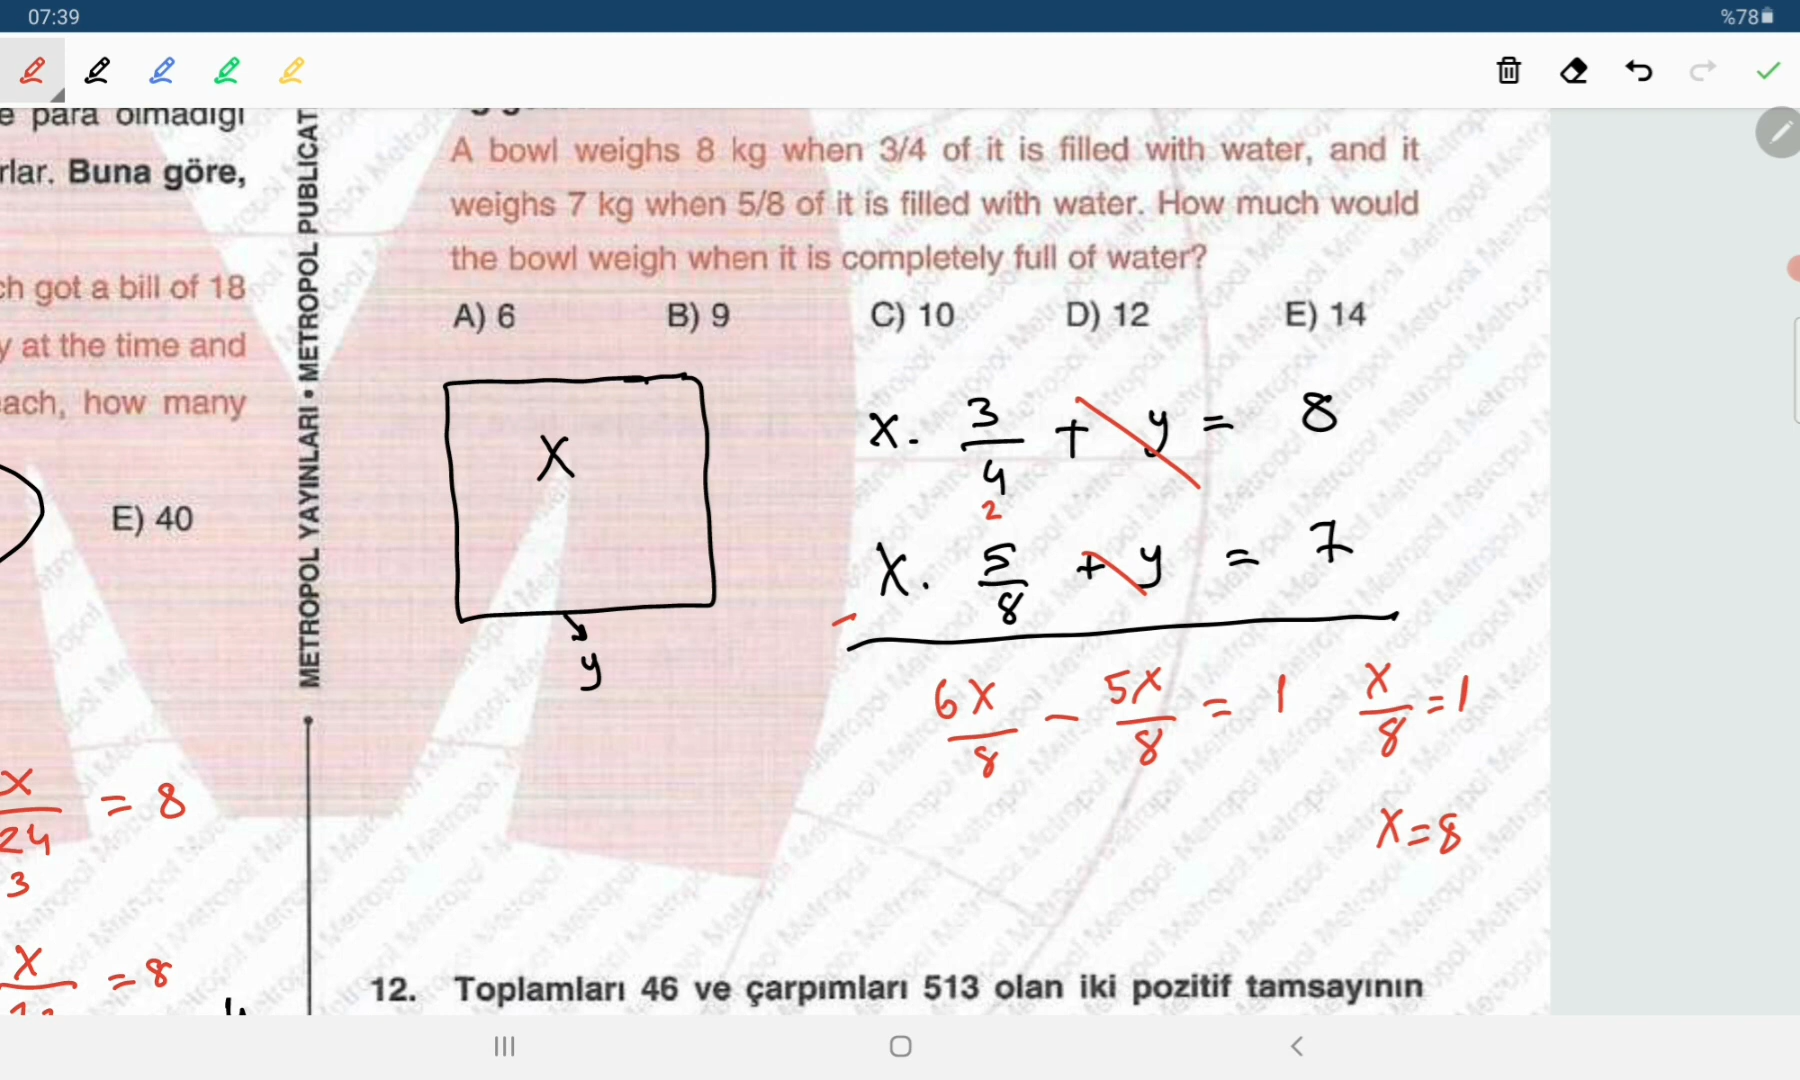 07:39
%78
e para olmadığı
rlar. Buna göre,
ch got a bill of 18
y at the time and
each, how many
E) 40
x/24 = 8
3
x = 8
METROPOL YAYINLARI • METROPOL PUBLICAT
A bowl weighs 8 kg when 3/4 of it is filled with water, and it
weighs 7 kg when 5/8 of it is filled with water. How much would
the bowl weigh when it is completely full of water?
A) 6 B) 9 C) 10 D) 12 E) 14
x
y
x. 3/4 + y = 8
2
x. 5/8 + y = 7
-
6x/8 - 5x/8 = 1 x/8 = 1
x=8
12. Toplamları 46 ve çarpımları 513 olan iki pozitif tamsayının